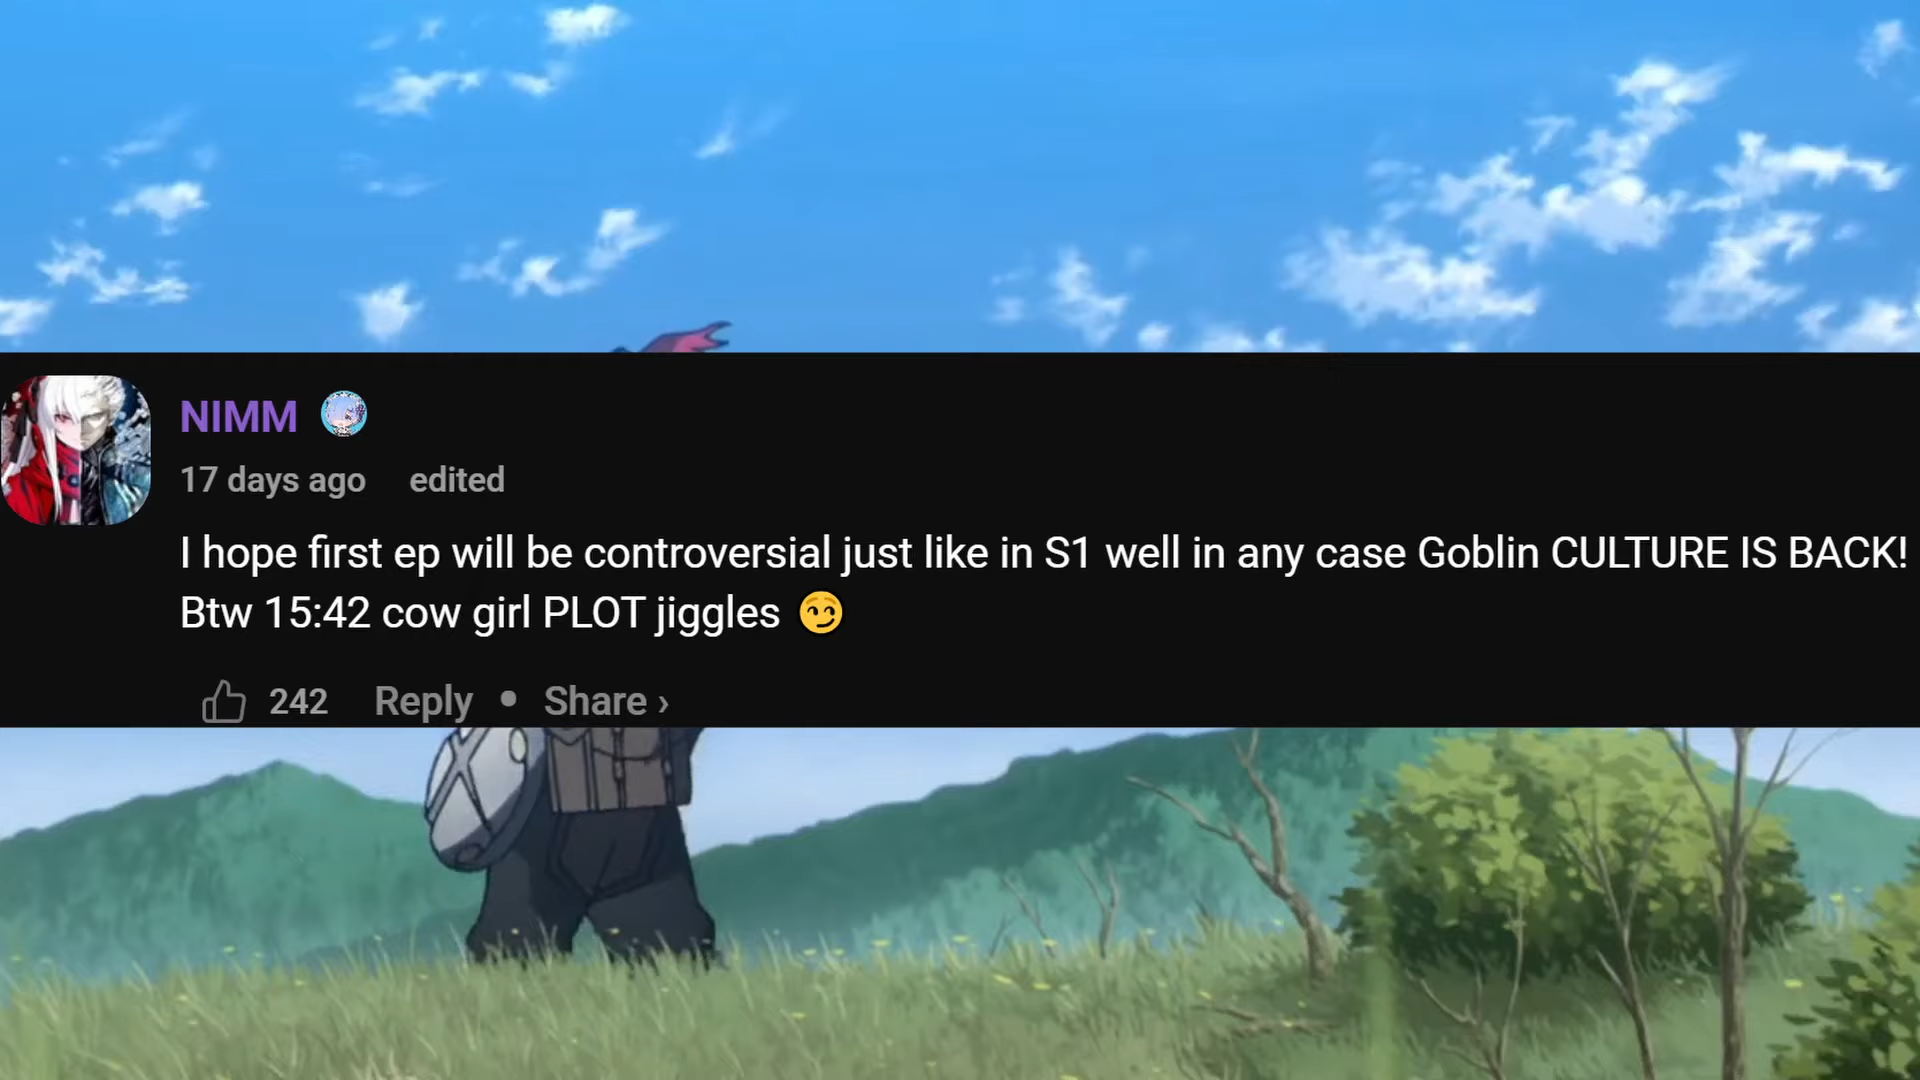 NIMM
17 days ago edited
I hope first ep will be controversial just like in S1 well in any case Goblin CULTURE IS BACK!
Btw 15:42 cow girl PLOT jiggles 😏
242 Reply • Share ›